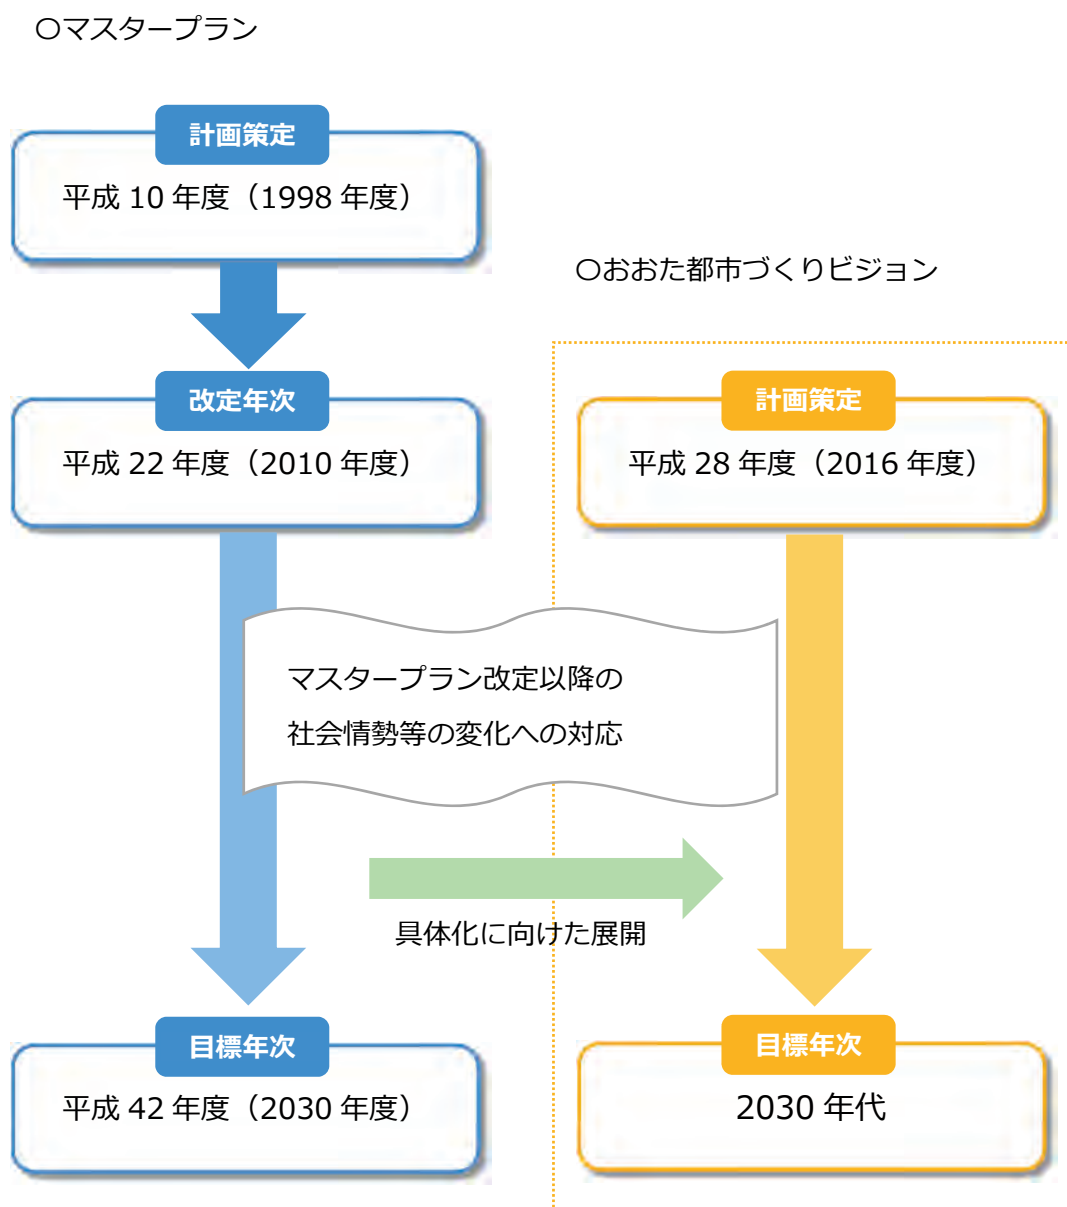 〇マスタープラン
計画策定
平成 10 年度（1998 年度）
改定年次
平成 22 年度（2010 年度）
〇おおた都市づくりビジョン
計画策定
平成 28 年度（2016 年度）
マスタープラン改定以降の
社会情勢等の変化への対応
具体化に向けた展開
目標年次
平成 42 年度（2030 年度）
目標年次
2030 年代